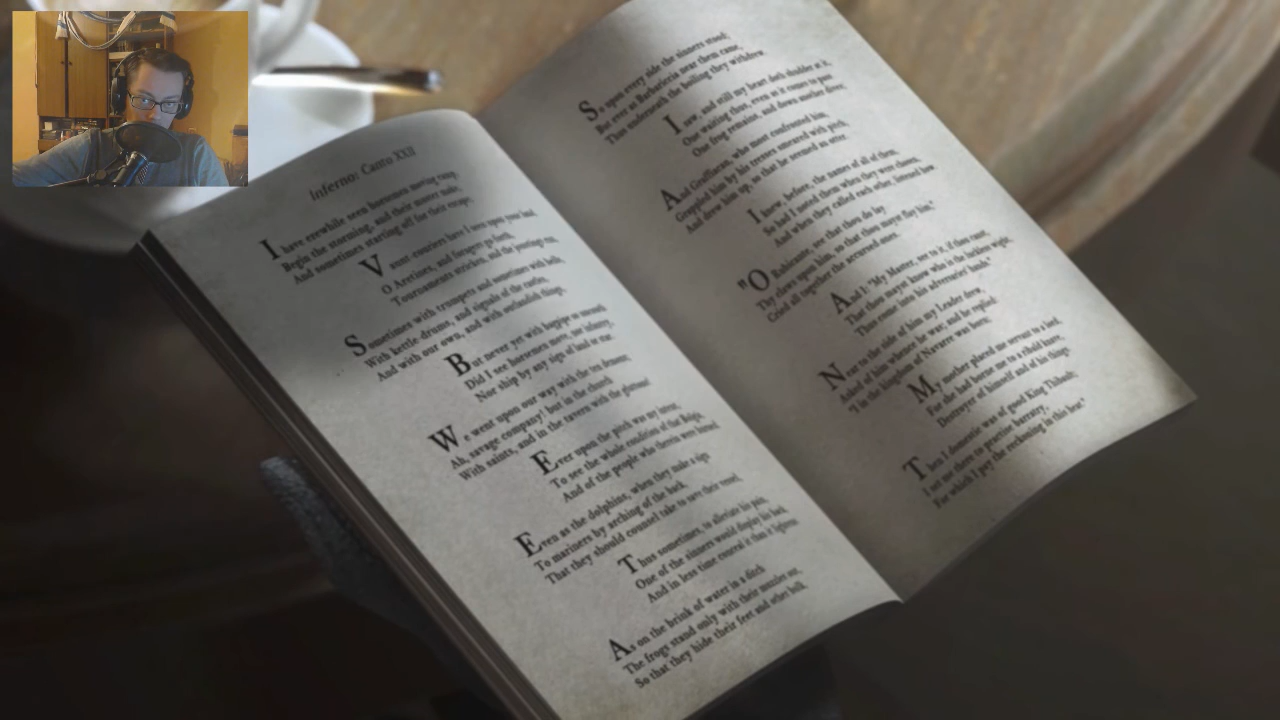 Inferno: Canto XXII
I have erewhile seen horsemen moving camp,
Begin the storming, and their muster make,
And sometimes starting off for their escape;
Vaunt-couriers have I seen upon your land,
O Aretines, and foragers go forth,
Tournaments stricken, and the joustings run,
Sometimes with trumpets and sometimes with bells,
With kettle-drums, and signals of the castles,
And with our own, and with outlandish things,
But never yet with bagpipe so uncouth
Did I see horsemen move, nor infantry,
Nor ship by any sign of land or star.
We went upon our way with the ten demons;
Ah, savage company! but in the church
With saints, and in the tavern with the gluttons!
Ever upon the pitch was my intent,
To see the whole condition of that Bolgia,
And of the people who therein were burned.
Even as the dolphins, when they make a sign
To mariners by arching of the back,
That they should counsel take to save their vessel,
Thus sometimes, to alleviate his pain,
One of the sinners would display his back,
And in less time conceal it than it lightens.
As on the brink of water in a ditch
The frogs stand only with their muzzles out,
So that they hide their feet and other bulk,
So upon every side the sinners stood;
But ever as Barbariccia near them came,
Thus underneath the boiling they withdrew.
I saw, and still my heart doth shudder at it,
One waiting thus, even as it comes to pass
One frog remains, and down another dives;
And Graffiacan, who most confronted him,
Grappled him by his tresses smeared with pitch,
And drew him up, so that he seemed an otter.
I knew, before, the names of all of them,
So had I noted them when they were chosen,
And when they called each other, listened how.
"O Rubicante, see that thou do lay
Thy claws upon him, so that thou mayst flay him,"
Cried all together the accursed ones.
And I: "My Master, see to it, if thou canst,
That thou mayst know who is the luckless wight,
Thus come into his adversaries' hands."
Near to the side of him my Leader drew,
Asked of him whence he was; and he replied:
"I in the kingdom of Navarre was born;
My mother placed me servant to a lord,
For she had borne me to a ribald knave,
Destroyer of himself and of his things.
Then I domestic was of good King Thibault;
I set me there to practise barratry,
For which I pay the reckoning in this heat."